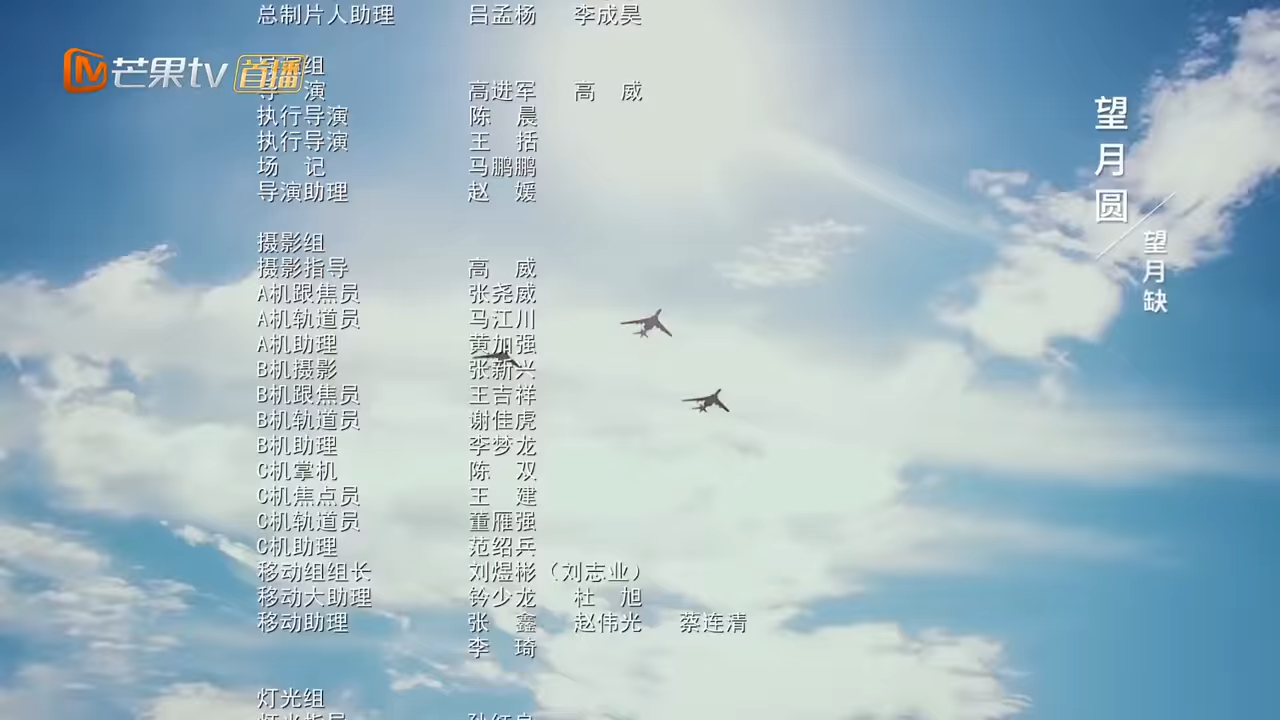 总制片人助理 吕孟杨 李成昊
芒果tv 首播
组
导 演 高进军 高 威
执行导演 陈 晨
执行导演 王 括
场 记 马鹏鹏
导演助理 赵 媛
摄影组
摄影指导 高 威
A机跟焦员 张尧威
A机轨道员 马江川
A机助理 黄加强
B机摄影 张新兴
B机跟焦员 王吉祥
B机轨道员 谢佳虎
B机助理 李梦龙
C机掌机 陈 双
C机焦点员 王 建
C机轨道员 董雁强
C机助理 范绍兵
移动组组长 刘煜彬（刘志业）
移动大助理 钤少龙 杜 旭
移动助理 张 鑫 赵伟光 蔡连清
李 琦
灯光组
望月圆
望月缺